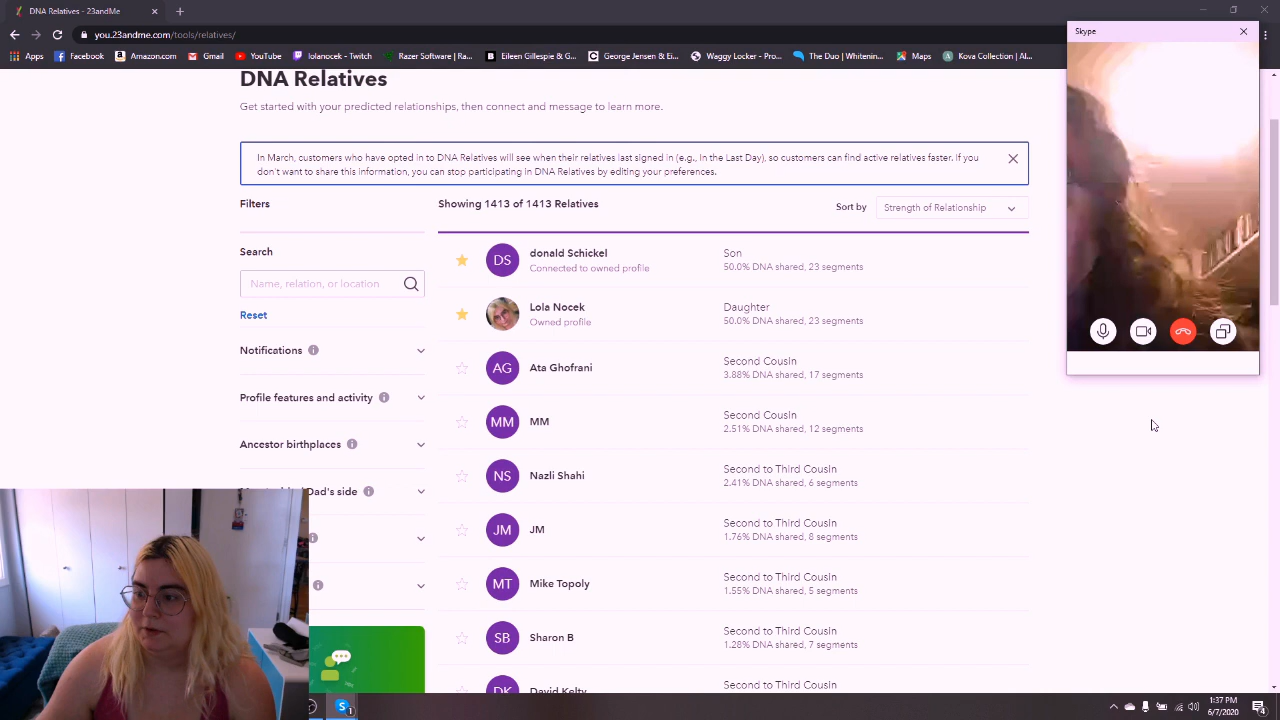 DNA Relatives - 23andMe
you.23andme.com/tools/relatives/
Apps Facebook Amazon.com Gmail YouTube lolanocek - Twitch Razer Software | Ra... Eileen Gillespie & G... George Jensen & Ei... Waggy Locker - Pro... The Duo | Whitenin... Maps Kova Collection | Al...
Skype
DNA Relatives
Get started with your predicted relationships, then connect and message to learn more.
In March, customers who have opted in to DNA Relatives will see when their relatives last signed in (e.g., In the Last Day), so customers can find active relatives faster. If you
don't want to share this information, you can stop participating in DNA Relatives by editing your preferences.
Filters
Showing 1413 of 1413 Relatives
Sort by Strength of Relationship
Search
Name, relation, or location
Reset
Notifications
Profile features and activity
Ancestor birthplaces
Dad's side
DS donald Schickel Son
Connected to owned profile 50.0% DNA shared, 23 segments
Lola Nocek Daughter
Owned profile 50.0% DNA shared, 23 segments
AG Ata Ghofrani Second Cousin
3.88% DNA shared, 17 segments
MM MM Second Cousin
2.51% DNA shared, 12 segments
NS Nazli Shahi Second to Third Cousin
2.41% DNA shared, 6 segments
JM JM Second to Third Cousin
1.76% DNA shared, 8 segments
MT Mike Topoly Second to Third Cousin
1.55% DNA shared, 5 segments
SB Sharon B Second to Third Cousin
1.28% DNA shared, 7 segments
DK David Kelty Second to Third Cousin
1:37 PM
6/7/2020